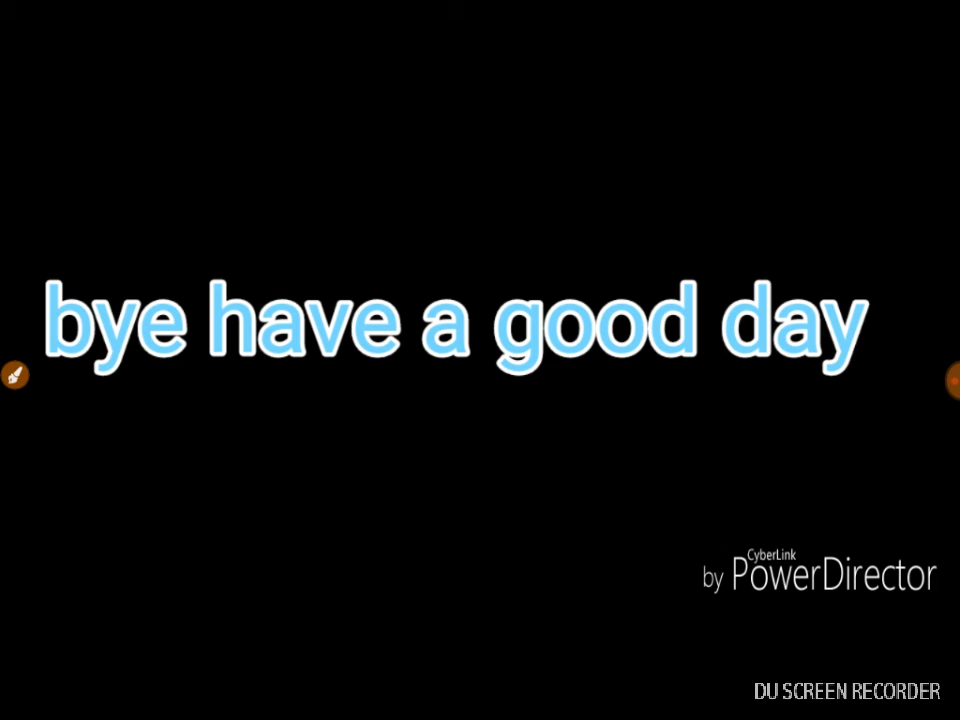 bye have a good day
CyberLink
by PowerDirector
DU SCREEN RECORDER